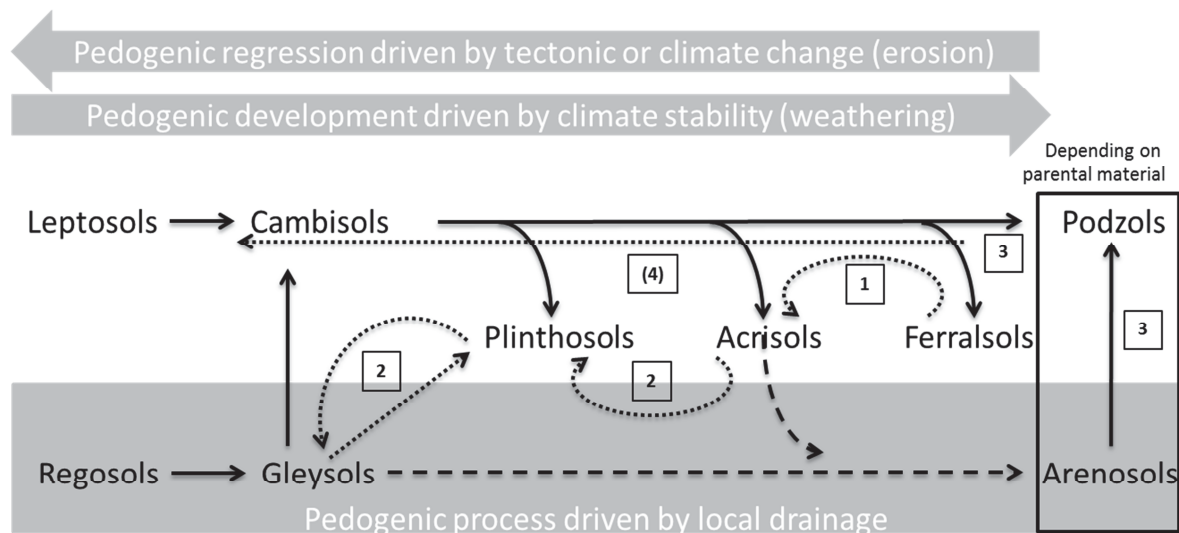 Pedogenic regression driven by tectonic or climate change (erosion)
Pedogenic development driven by climate stability (weathering)
Depending on
parental material
Leptosols Cambisols Podzols
3
(4) 1
Plinthosols Acrisols Ferralsols 3
2 2
Regosols Gleysols Arenosols
Pedogenic process driven by local drainage